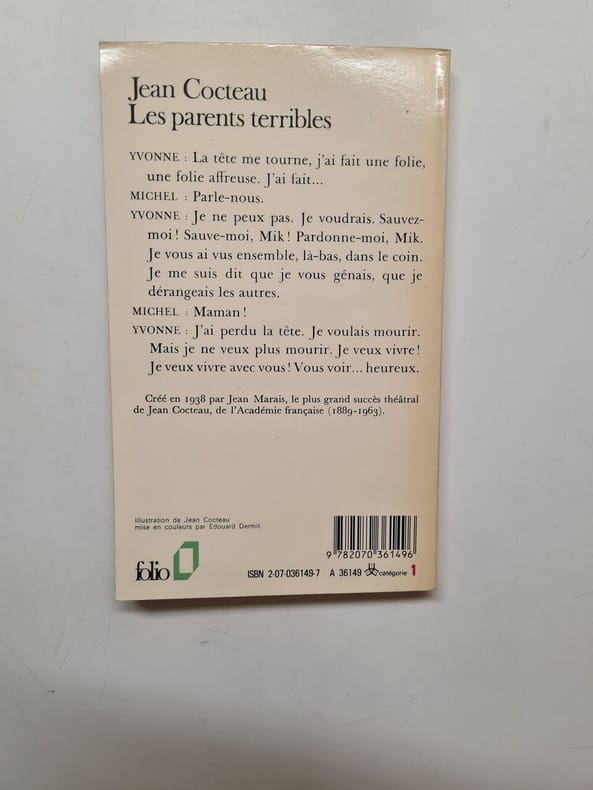 Jean Cocteau
Les parents terribles
YVONNE : La tête me tourne, j'ai fait une folie,
une folie affreuse. J'ai fait...
MICHEL : Parle-nous.
YVONNE : Je ne peux pas. Je voudrais. Sauvez-
moi ! Sauve-moi, Mik ! Pardonne-moi, Mik.
Je vous ai vus ensemble, là-bas, dans le coin.
Je me suis dit que je vous gênais, que je
dérangeais les autres.
MICHEL : Maman !
YVONNE : J'ai perdu la tête. Je voulais mourir.
Mais je ne veux plus mourir. Je veux vivre !
Je veux vivre avec vous ! Vous voir... heureux.
Créé en 1938 par Jean Marais, le plus grand succès théâtral
de Jean Cocteau, de l'Académie française (1889-1963).
Illustration de Jean Cocteau
mise en couleurs par Edouard Dermit.
9 782070 361496
folio
ISBN 2-07-036149-7 A 36149 catégorie 1